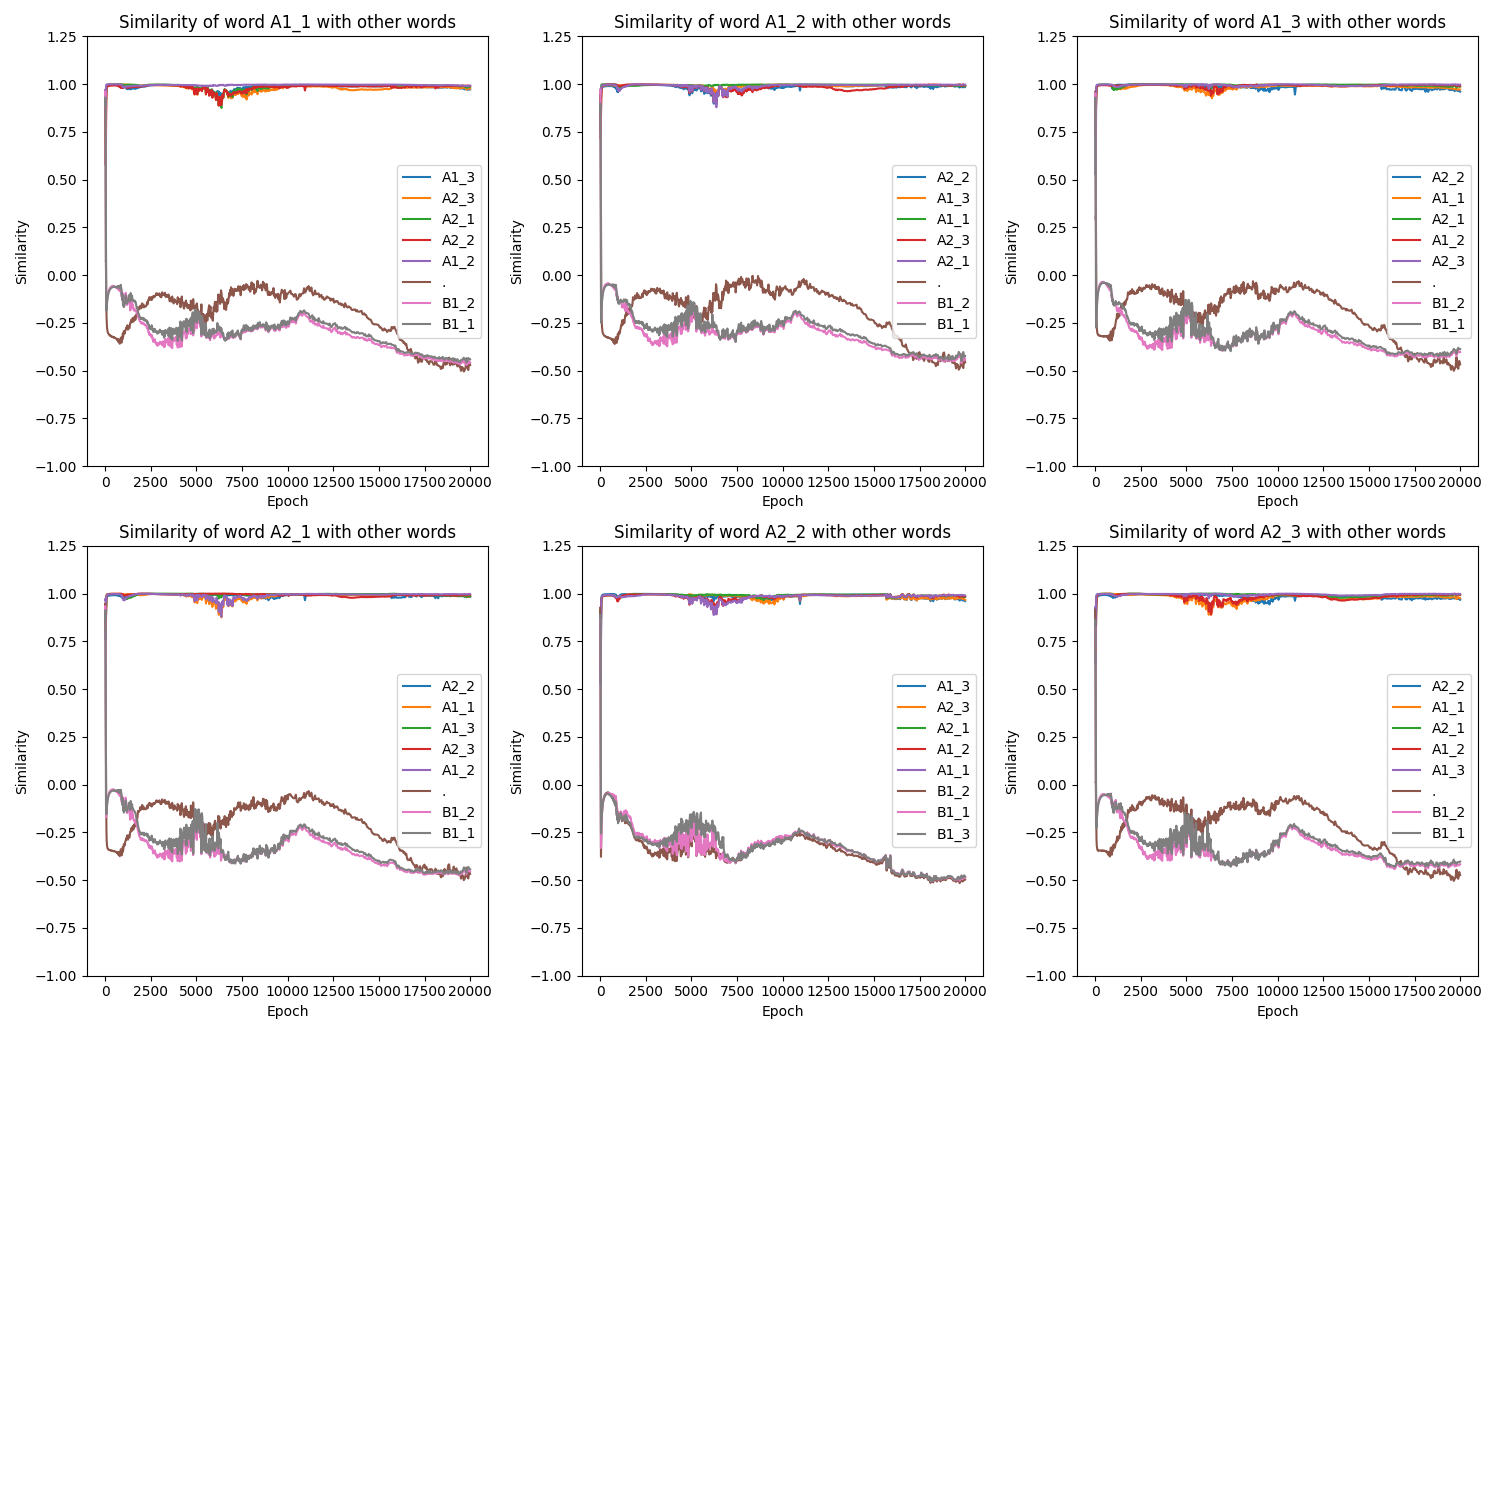 Similarity of word A1_1 with other words
1.25
1.00
0.75
0.50
0.25
0.00
−0.25
−0.50
−0.75
−1.00
Similarity
A1_3
A2_3
A2_1
A2_2
A1_2
.
B1_2
B1_1
0 2500 5000 7500 10000 12500 15000 17500 20000
Epoch
Similarity of word A1_2 with other words
1.25
1.00
0.75
0.50
0.25
0.00
−0.25
−0.50
−0.75
−1.00
Similarity
A2_2
A1_3
A1_1
A2_3
A2_1
.
B1_2
B1_1
0 2500 5000 7500 10000 12500 15000 17500 20000
Epoch
Similarity of word A1_3 with other words
1.25
1.00
0.75
0.50
0.25
0.00
−0.25
−0.50
−0.75
−1.00
Similarity
A2_2
A1_1
A2_1
A1_2
A2_3
.
B1_2
B1_1
0 2500 5000 7500 10000 12500 15000 17500 20000
Epoch
Similarity of word A2_1 with other words
1.25
1.00
0.75
0.50
0.25
0.00
−0.25
−0.50
−0.75
−1.00
Similarity
A2_2
A1_1
A1_3
A2_3
A1_2
.
B1_2
B1_1
0 2500 5000 7500 10000 12500 15000 17500 20000
Epoch
Similarity of word A2_2 with other words
1.25
1.00
0.75
0.50
0.25
0.00
−0.25
−0.50
−0.75
−1.00
Similarity
A1_3
A2_3
A2_1
A1_2
A1_1
B1_2
B1_1
B1_3
0 2500 5000 7500 10000 12500 15000 17500 20000
Epoch
Similarity of word A2_3 with other words
1.25
1.00
0.75
0.50
0.25
0.00
−0.25
−0.50
−0.75
−1.00
Similarity
A2_2
A1_1
A2_1
A1_2
A1_3
.
B1_2
B1_1
0 2500 5000 7500 10000 12500 15000 17500 20000
Epoch